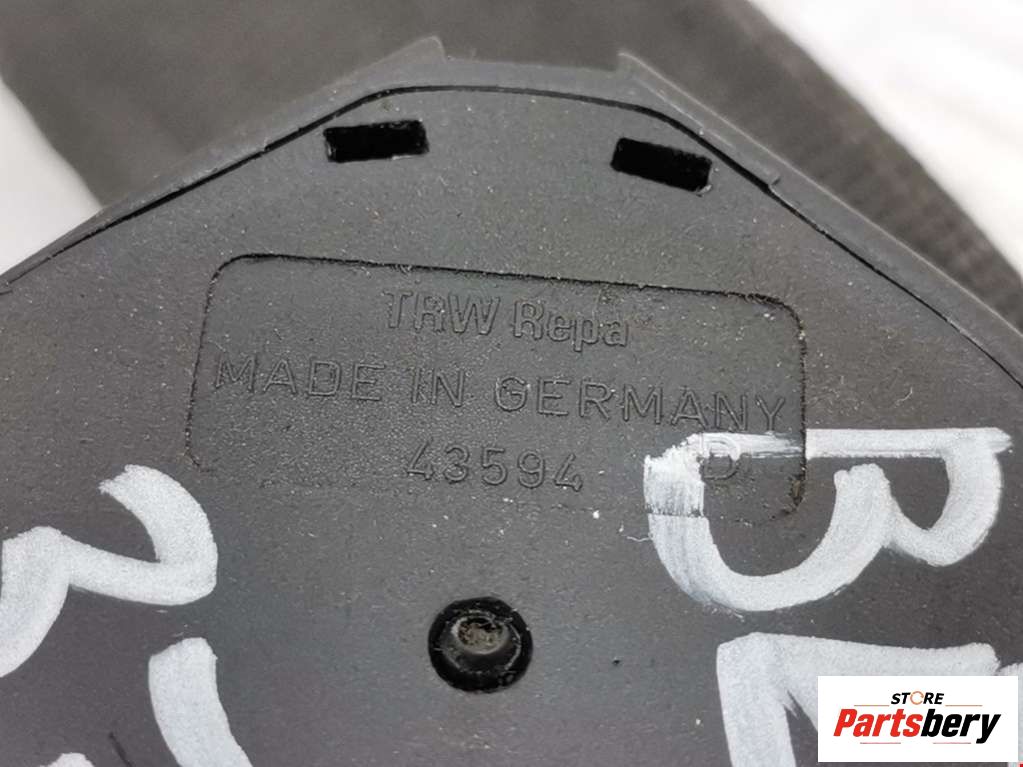 TRW Repa
MADE IN GERMANY
43594 D
STORE
Partsbery